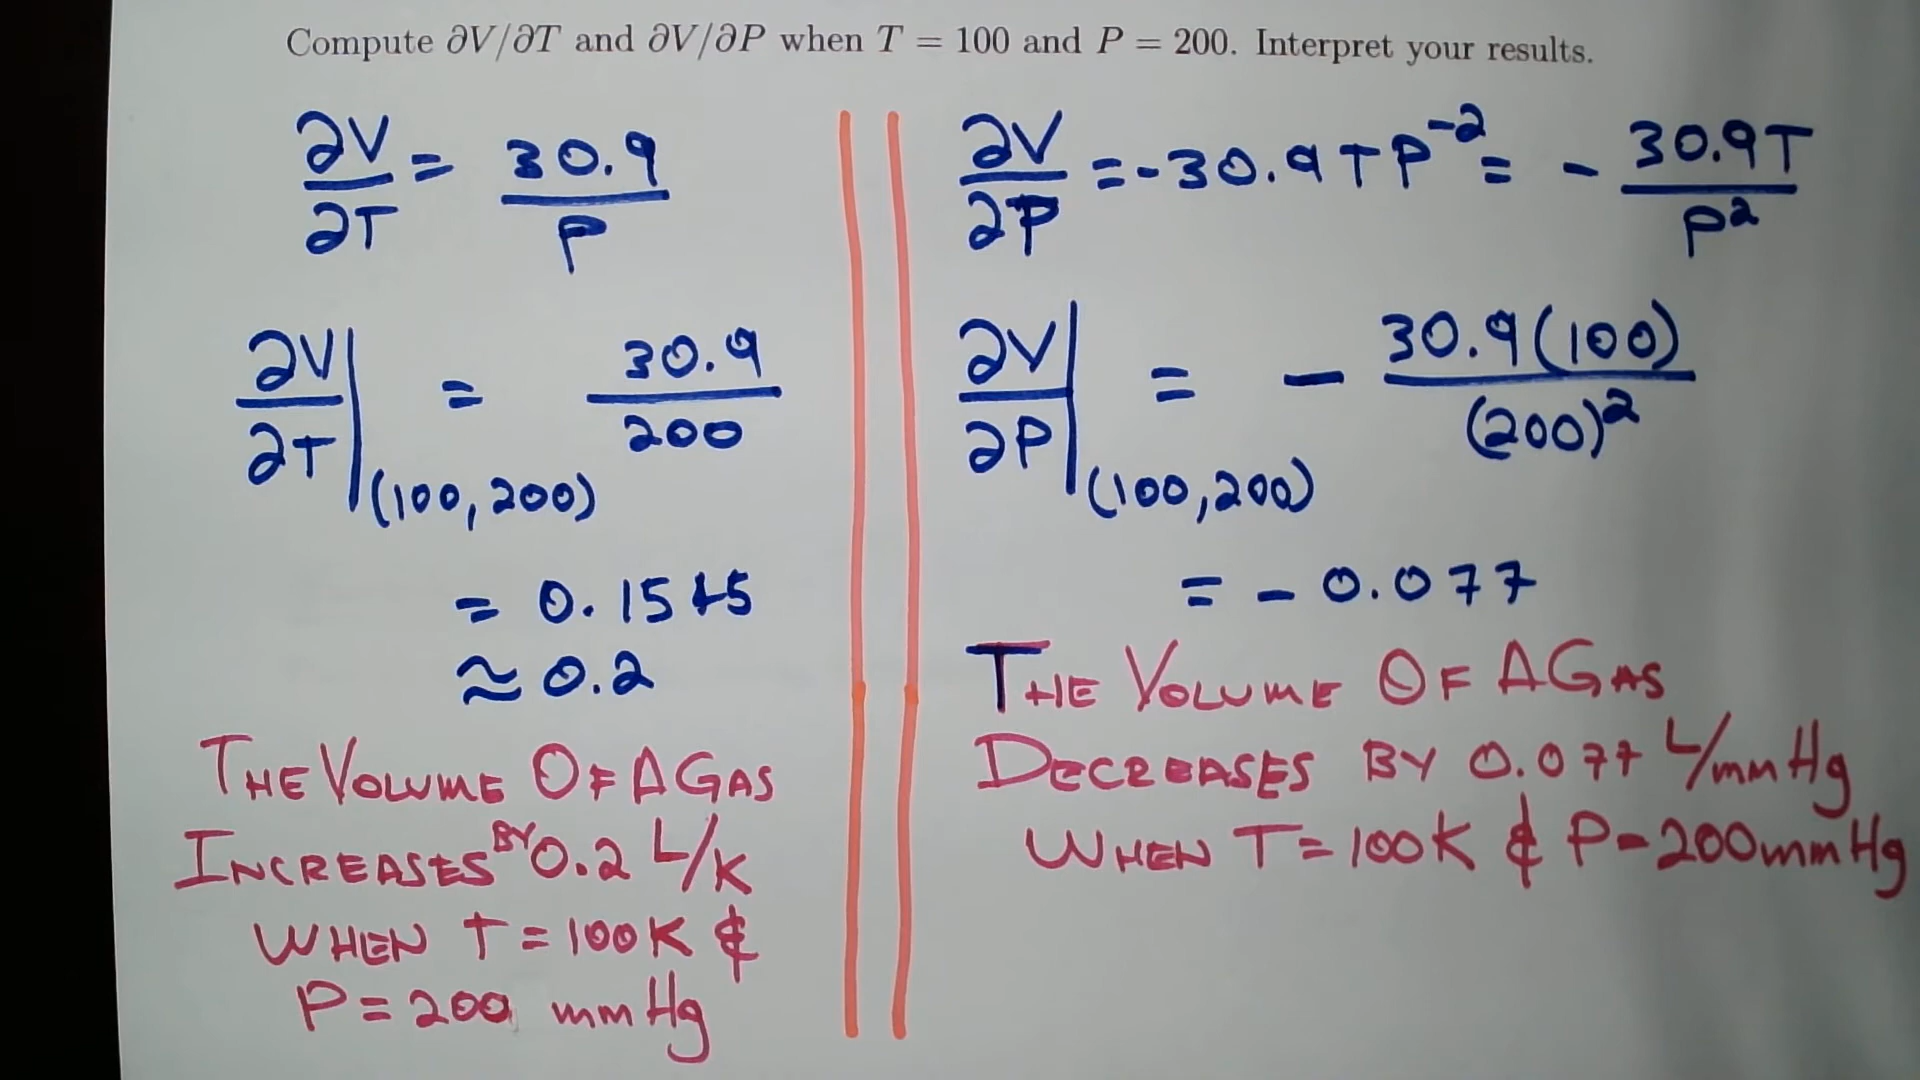 Compute ∂V/∂T and ∂V/∂P when T = 100 and P = 200. Interpret your results.
∂V/∂T = 30.9/P
∂V/∂T|(100,200) = 30.9/200
= 0.1545
≈ 0.2
THE VOLUME OF A GAS
INCREASES BY 0.2 L/K
WHEN T = 100K &
P = 200 mmHg
∂V/∂P = -30.9TP⁻² = - 30.9T/P²
∂V/∂P|(100,200) = - 30.9(100)/(200)²
= - 0.077
THE VOLUME OF A GAS
DECREASES BY 0.077 L/mmHg
WHEN T = 100K & P = 200mmHg